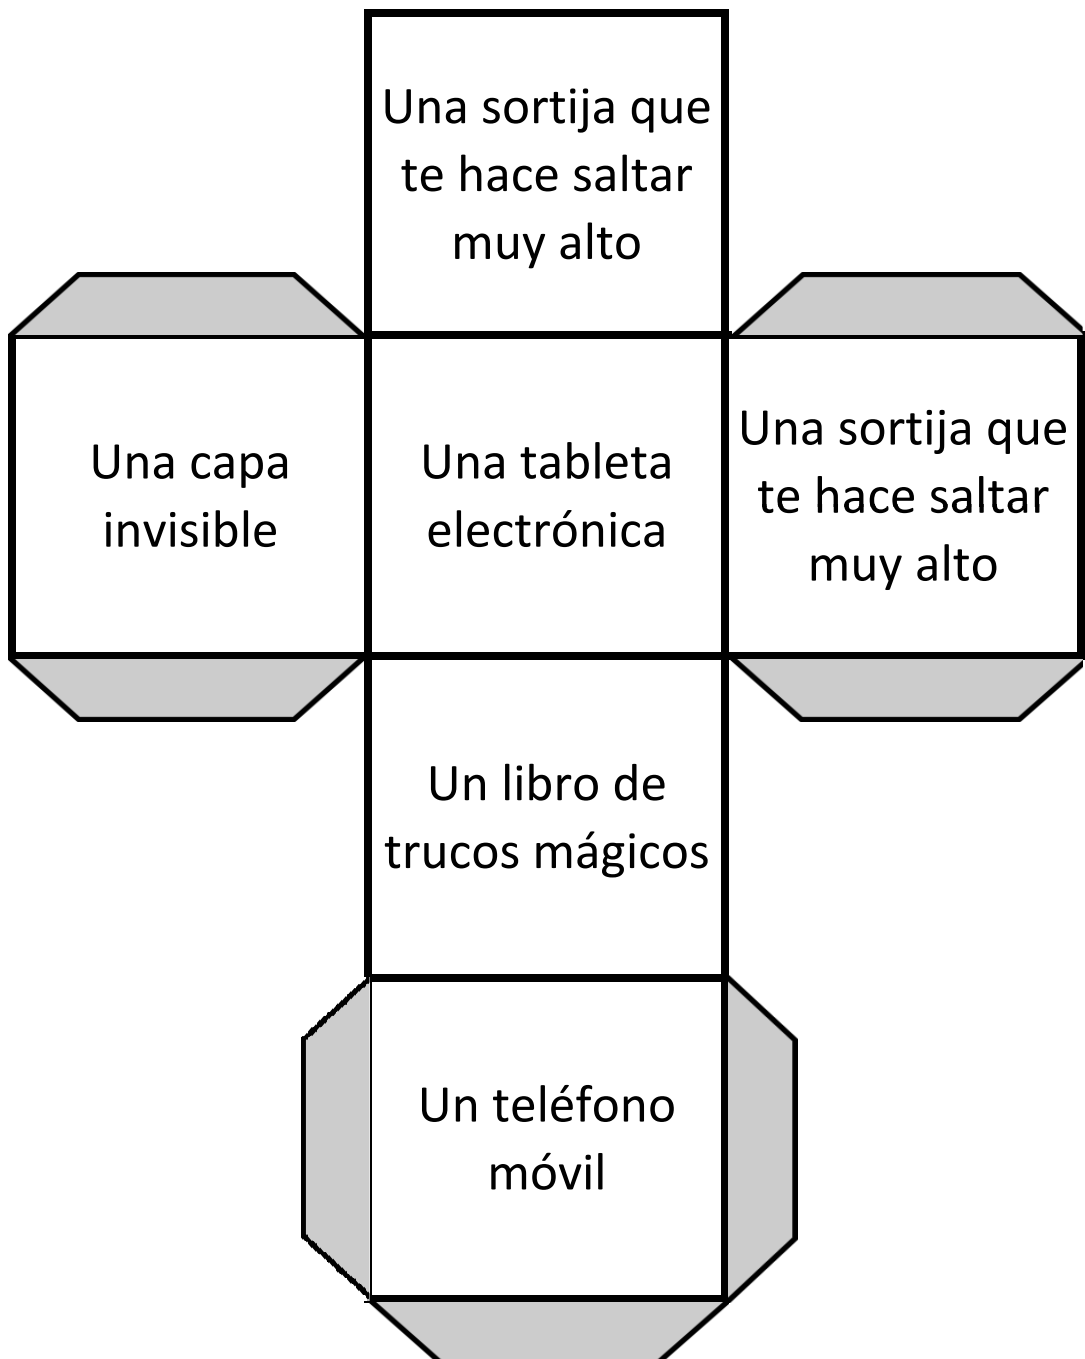 Una sortija que
te hace saltar
muy alto
Una capa
invisible
Una tableta
electrónica
Una sortija que
te hace saltar
muy alto
Un libro de
trucos mágicos
Un teléfono
móvil